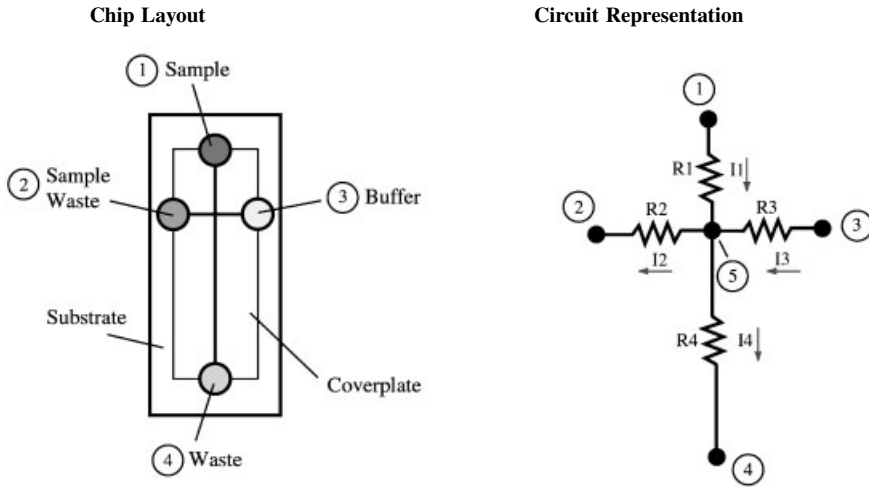 Chip Layout
Circuit Representation
1 Sample
2 Sample
Waste
3 Buffer
Substrate
Coverplate
4 Waste
1
R1 I1
2
R2
R3
3
I2
5
I3
R4 I4
4